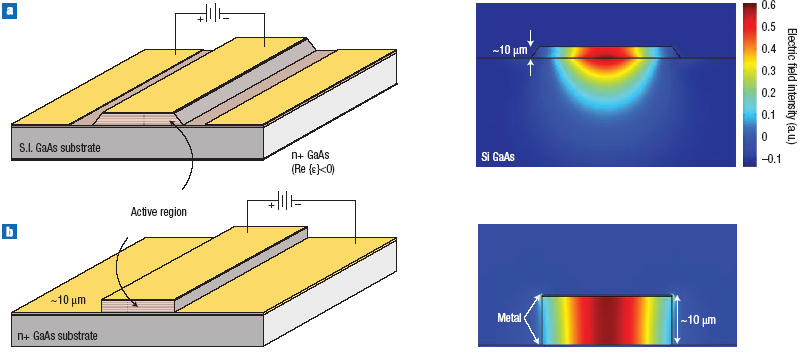 a
+
−
S.I. GaAs substrate
n+ GaAs
(Re {ε}<0)
Active region
~10 μm
Si GaAs
0.6
0.5
0.4
0.3
0.2
0.1
0
−0.1
Electric field intensity (a.u.)
b
+
−
~10 μm
n+ GaAs substrate
Metal
~10 μm